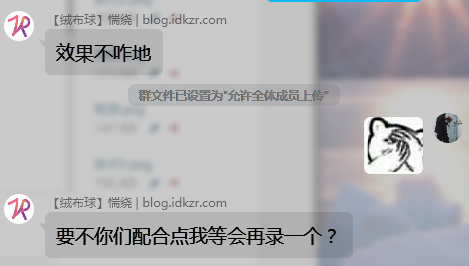 【绒布球】惴绕 | blog.idkzr.com
效果不咋地
群文件已设置为"允许全体成员上传"
【绒布球】惴绕 | blog.idkzr.com
要不你们配合点我等会再录一个？